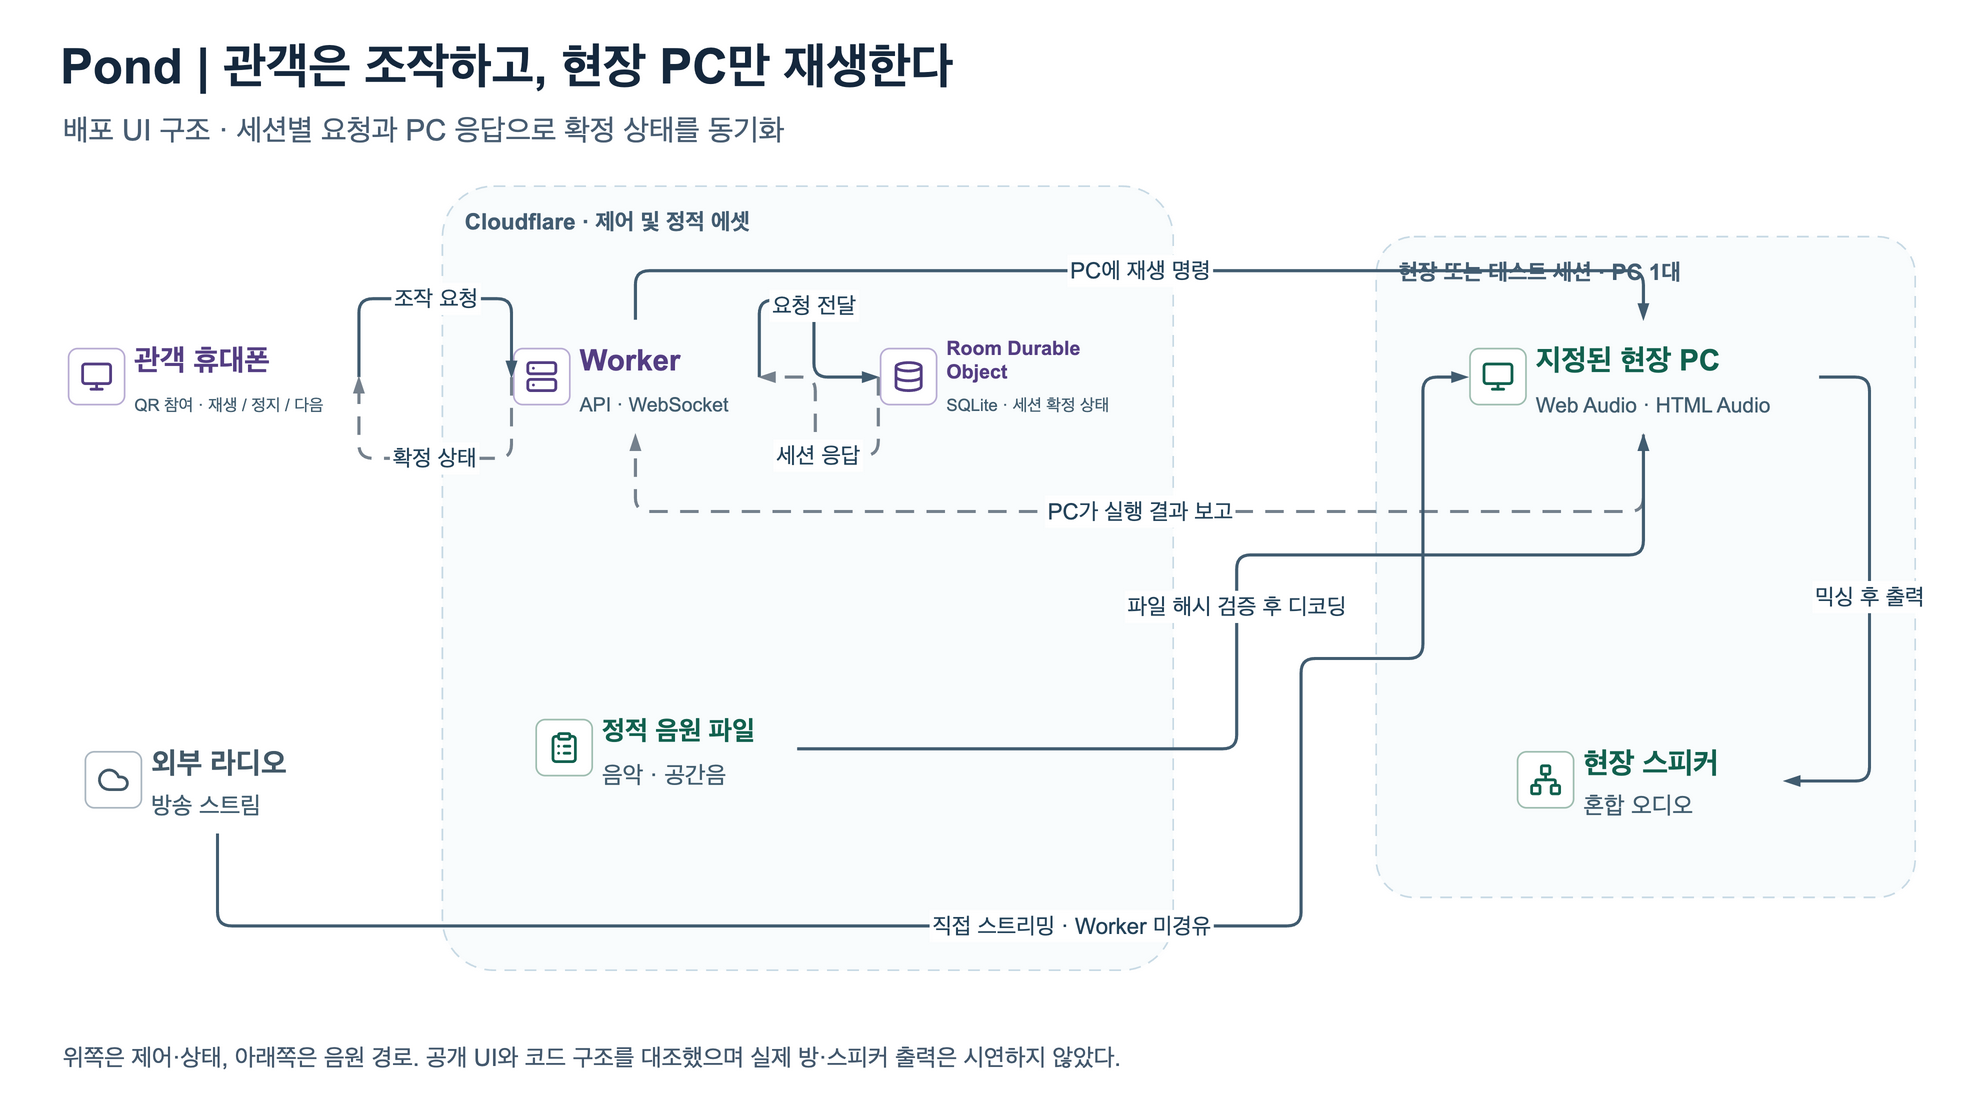 Pond | 관객은 조작하고, 현장 PC만 재생한다
배포 UI 구조 · 세션별 요청과 PC 응답으로 확정 상태를 동기화
Cloudflare · 제어 및 정적 에셋
PC에 재생 명령
현장 또는 테스트 세션 · PC 1대
조작 요청
요청 전달
관객 휴대폰
QR 참여 · 재생 / 정지 / 다음
Worker
API · WebSocket
Room Durable
Object
SQLite · 세션 확정 상태
지정된 현장 PC
Web Audio · HTML Audio
확정 상태
세션 응답
PC가 실행 결과 보고
파일 해시 검증 후 디코딩
믹싱 후 출력
정적 음원 파일
음악 · 공간음
외부 라디오
방송 스트림
현장 스피커
혼합 오디오
직접 스트리밍 · Worker 미경유
위쪽은 제어·상태, 아래쪽은 음원 경로. 공개 UI와 코드 구조를 대조했으며 실제 방·스피커 출력은 시연하지 않았다.